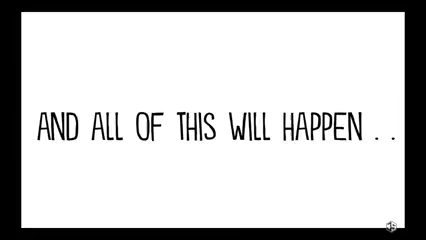 AND ALL OF THIS WILL HAPPEN . .